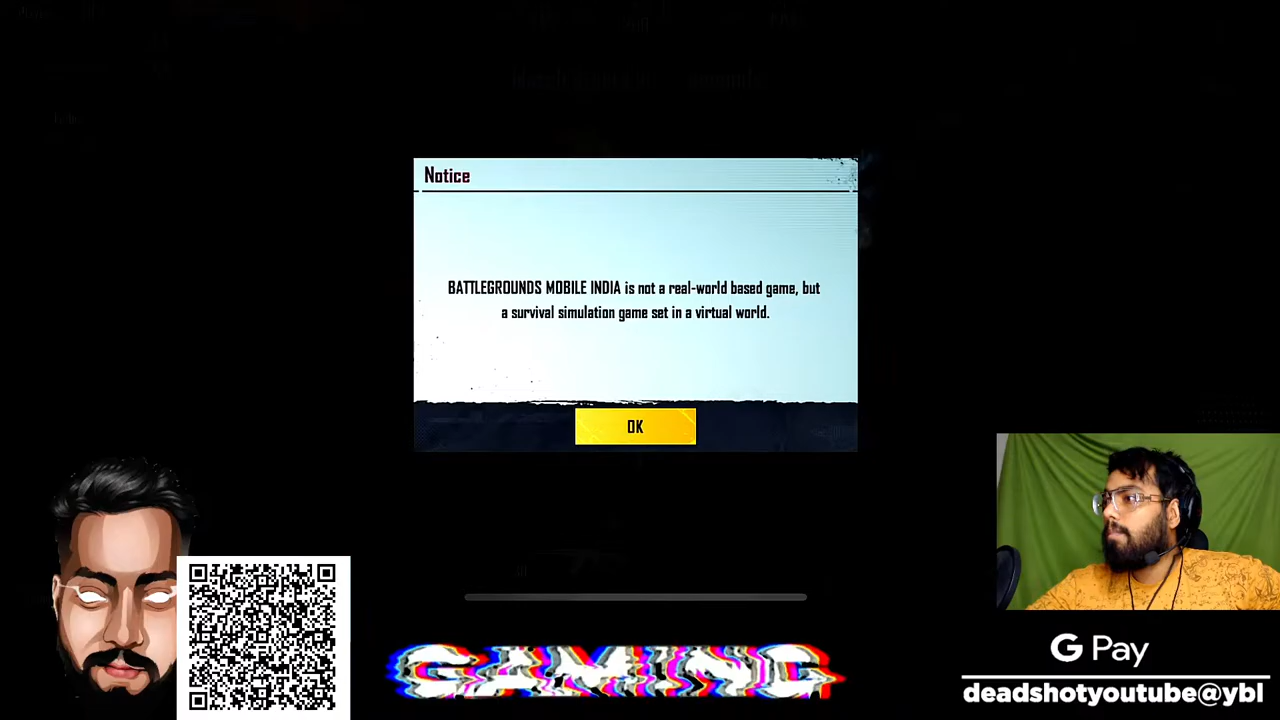 Notice
BATTLEGROUNDS MOBILE INDIA is not a real-world based game, but
a survival simulation game set in a virtual world.
OK
GAMING
G Pay
deadshotyoutube@ybl